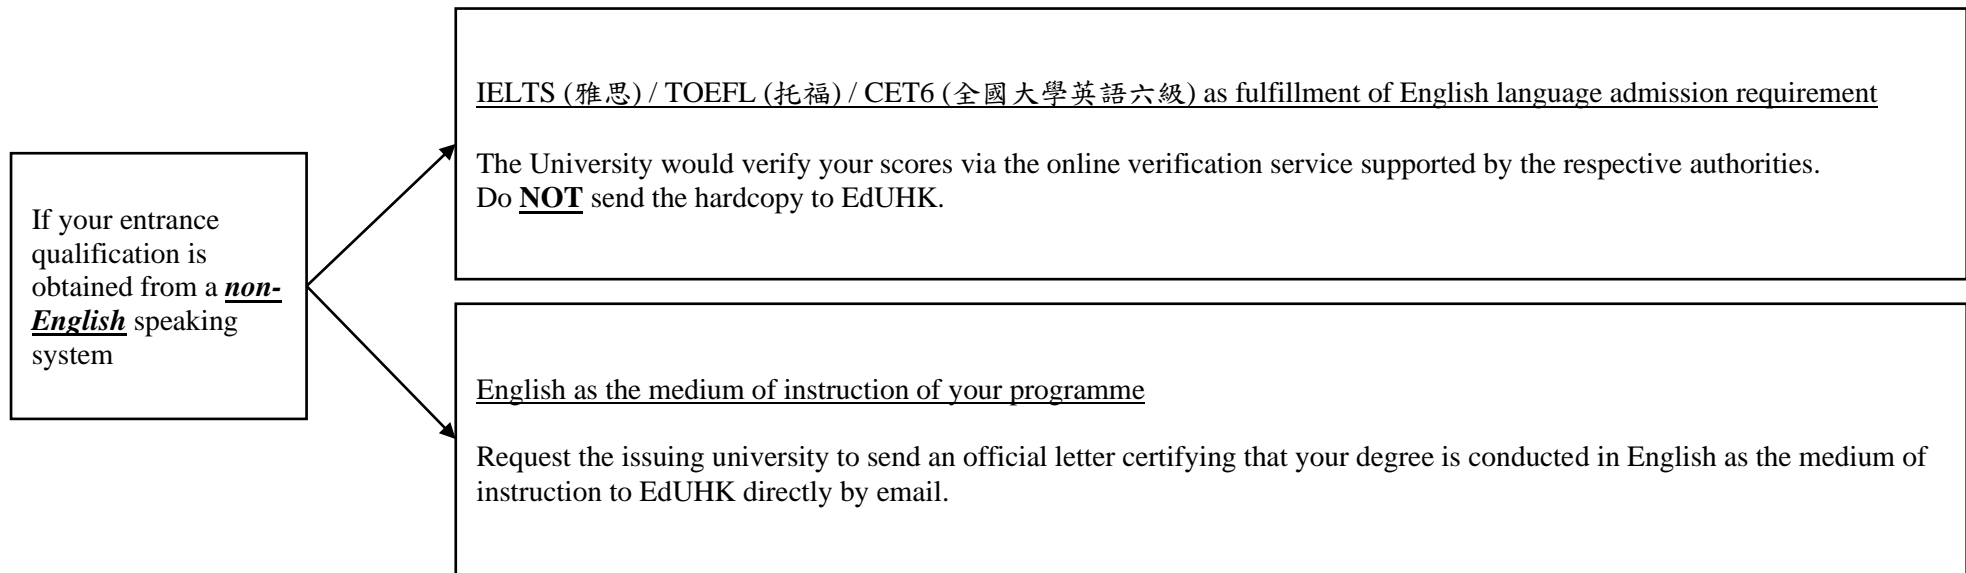 If your entrance
qualification is
obtained from a non-
English speaking
system
IELTS (雅思) / TOEFL (托福) / CET6 (全國大學英語六級) as fulfillment of English language admission requirement
The University would verify your scores via the online verification service supported by the respective authorities.
Do NOT send the hardcopy to EdUHK.
English as the medium of instruction of your programme
Request the issuing university to send an official letter certifying that your degree is conducted in English as the medium of
instruction to EdUHK directly by email.